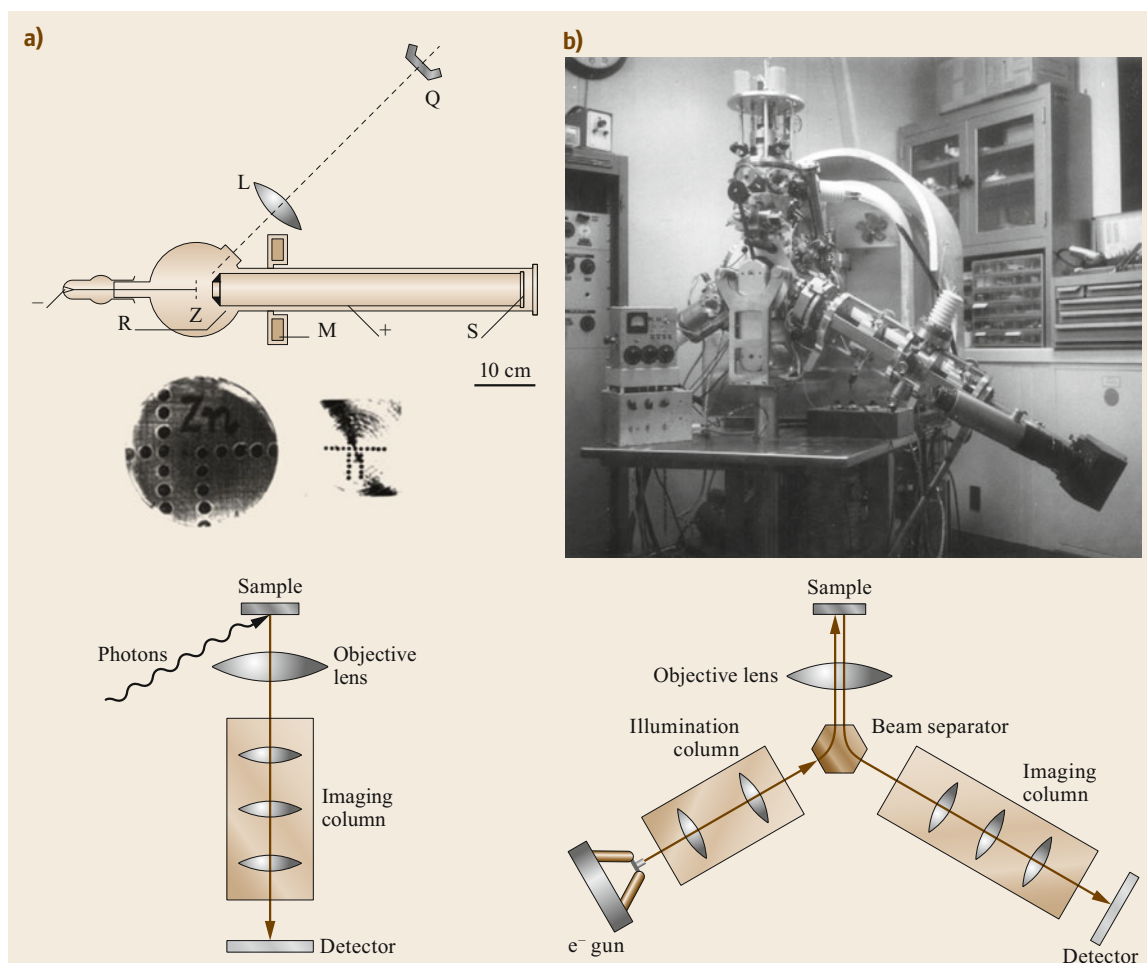 a)
Q
L
–
R
Z
M
+
S
10 cm
Zn
Sample
Photons
Objective
lens
Imaging
column
Detector
b)
Sample
Objective lens
Illumination
column
Beam separator
Imaging
column
e⁻ gun
Detector